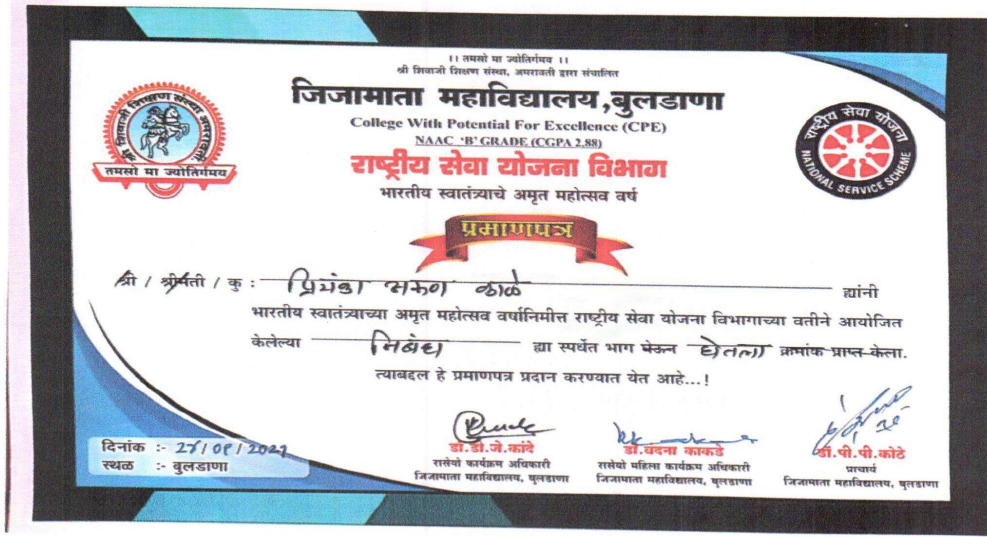 ।। तमसो मा ज्योतिर्गमय ।।
श्री शिवाजी शिक्षण संस्था, अमरावती द्वारा संचालित
जिजामाता महाविद्यालय,बुलडाणा
College With Potential For Excellence (CPE)
NAAC 'B' GRADE (CGPA 2.88)
राष्ट्रीय सेवा योजना विभाग
भारतीय स्वातंत्र्याचे अमृत महोत्सव वर्ष
श्री शिवाजी शिक्षण संस्था अमरावती
तमसो मा ज्योतिर्गमय
राष्ट्रीय सेवा योजना
NATIONAL SERVICE SCHEME
प्रमाणपत्र
श्री / श्रीमती / कु : प्रियंका अरुण काळे ह्यांनी
भारतीय स्वातंत्र्याच्या अमृत महोत्सव वर्षानिमीत्त राष्ट्रीय सेवा योजना विभागाच्या वतीने आयोजित
केलेल्या निबंध ह्या स्पर्धेत भाग घेऊन घेतला क्रमांक प्राप्त केला.
त्याबद्दल हे प्रमाणपत्र प्रदान करण्यात येत आहे...!
दिनांक :-
स्थळ :- बुलडाणा
डॉ.डी.जे.कांदे
रासेयो कार्यक्रम अधिकारी
जिजामाता महाविद्यालय, बुलडाणा
डॉ.वंदना काकडे
रासेयो महिला कार्यक्रम अधिकारी
जिजामाता महाविद्यालय, बुलडाणा
डॉ.पी.पी.कोठे
प्राचार्य
जिजामाता महाविद्यालय, बुलडाणा